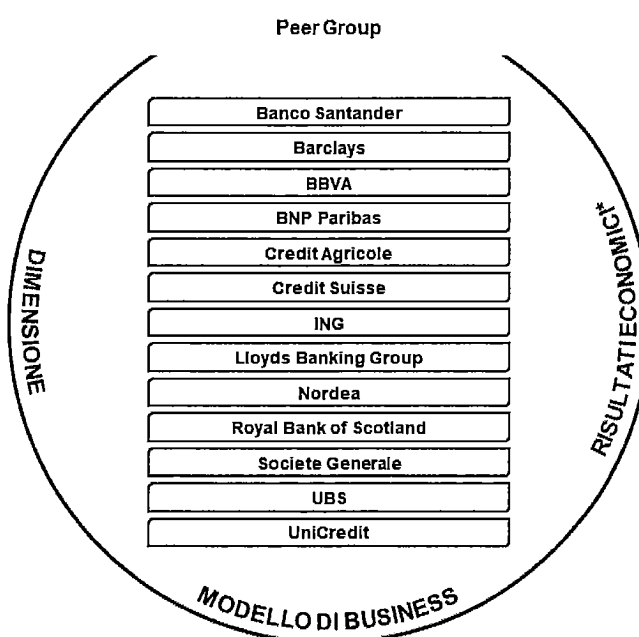 Peer Group
Banco Santander
Barclays
BBVA
BNP Paribas
Credit Agricole
Credit Suisse
ING
Lloyds Banking Group
Nordea
Royal Bank of Scotland
Societe Generale
UBS
UniCredit
DIMENSIONE
RISULTATI ECONOMICI*
MODELLO DI BUSINESS